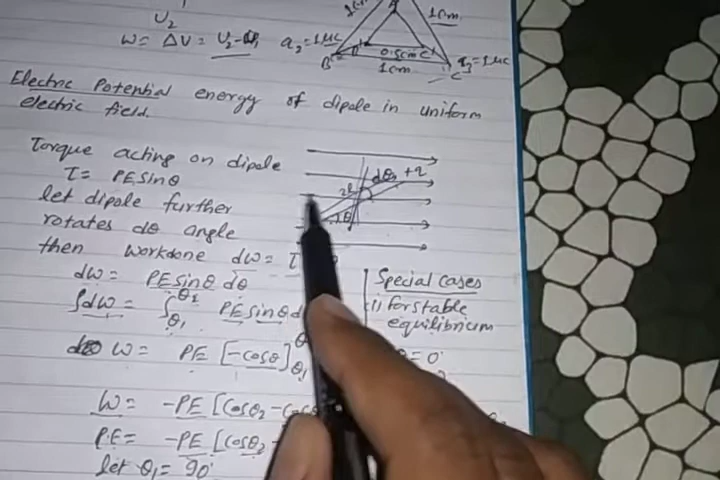 U₂
W = ΔV = U₂-U₁
q₂=1μc
B
0.5cm C'
1cm
1cm
q₃=1μc
C
Electric Potential energy of dipole in uniform
electric field.
Torque acting on dipole
τ = PE Sinθ
let dipole further
rotates dθ angle
then workdone dw = τ
dw = PE sinθ dθ
∫dw = ∫θ₁ θ₂ PE sinθ d
W = PE [-cosθ]θ₁
W = -PE [Cosθ₂ - Cos
P.E = -PE [Cosθ₂ -
let θ₁ = 90°
dθ +q
2l
θ
Special cases
1) for stable
equilibrium
= 0°